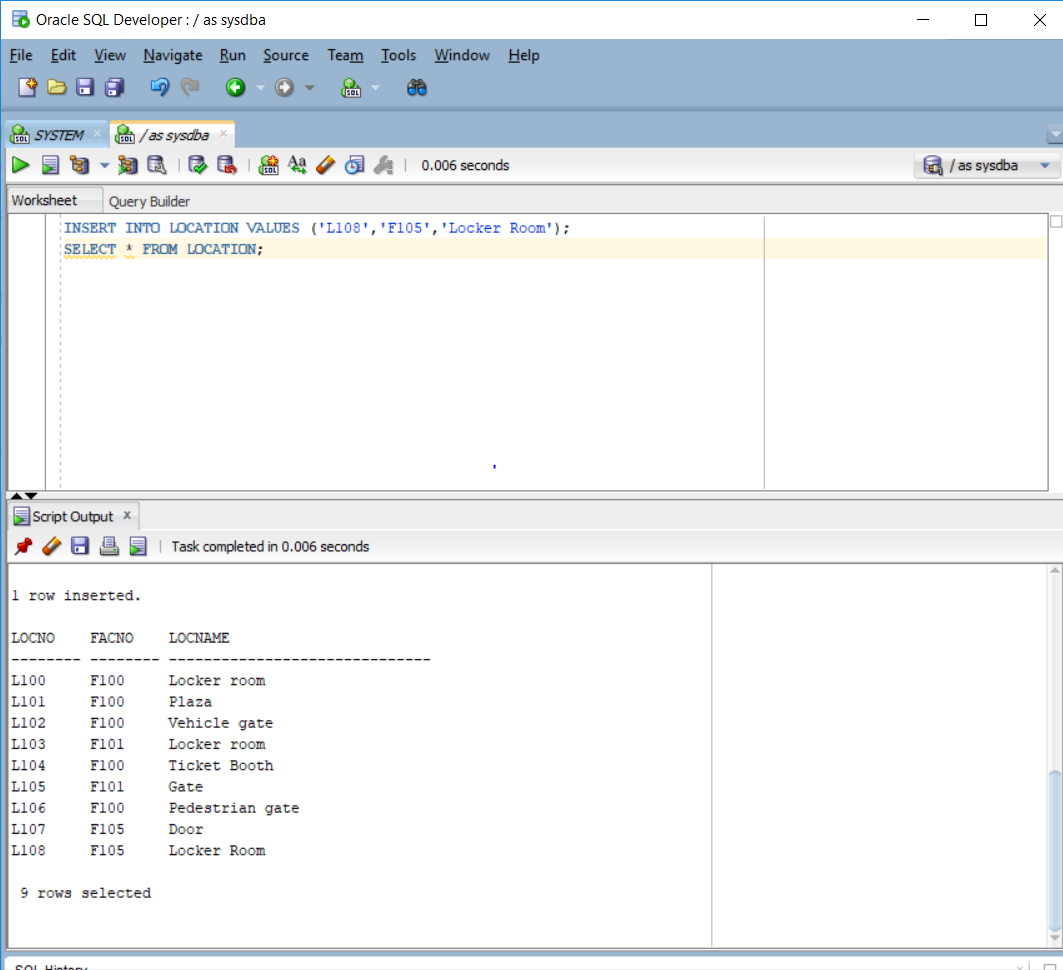 Oracle SQL Developer : / as sysdba
File Edit View Navigate Run Source Team Tools Window Help
SYSTEM / as sysdba
0.006 seconds / as sysdba
Worksheet Query Builder
INSERT INTO LOCATION VALUES ('L108','F105','Locker Room');
SELECT * FROM LOCATION;
Script Output
Task completed in 0.006 seconds
1 row inserted.
LOCNO    FACNO    LOCNAME
-------- -------- ------------------------------
L100     F100     Locker room
L101     F100     Plaza
L102     F100     Vehicle gate
L103     F101     Locker room
L104     F100     Ticket Booth
L105     F101     Gate
L106     F100     Pedestrian gate
L107     F105     Door
L108     F105     Locker Room
9 rows selected
SQL History